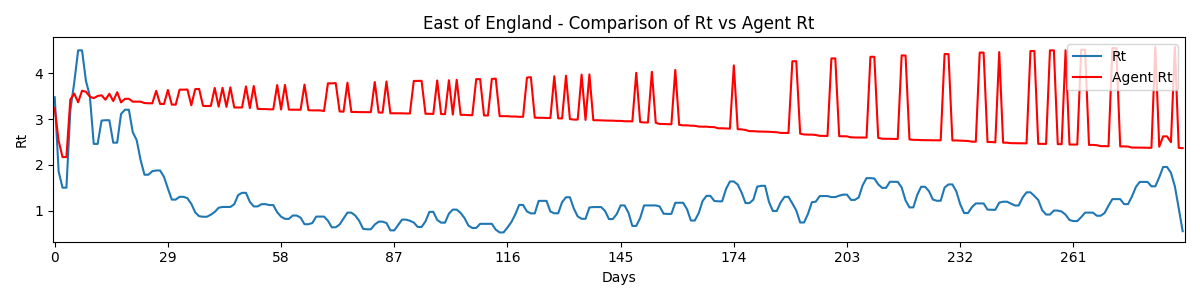 East of England - Comparison of Rt vs Agent Rt
Rt
4
3
2
1
Rt
Agent Rt
0 29 58 87 116 145 174 203 232 261
Days